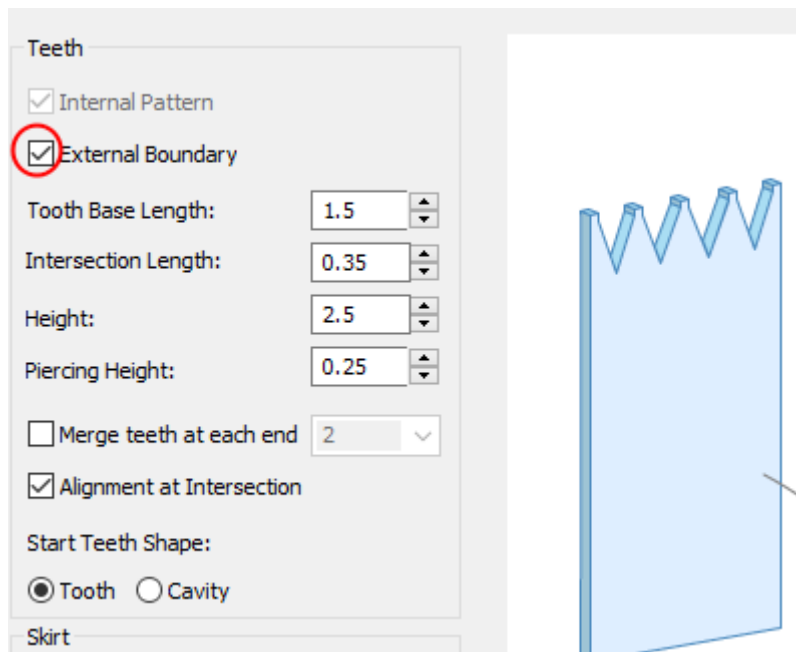 Teeth
Internal Pattern
External Boundary
Tooth Base Length: 1.5
Intersection Length: 0.35
Height: 2.5
Piercing Height: 0.25
Merge teeth at each end 2
Alignment at Intersection
Start Teeth Shape:
Tooth Cavity
Skirt